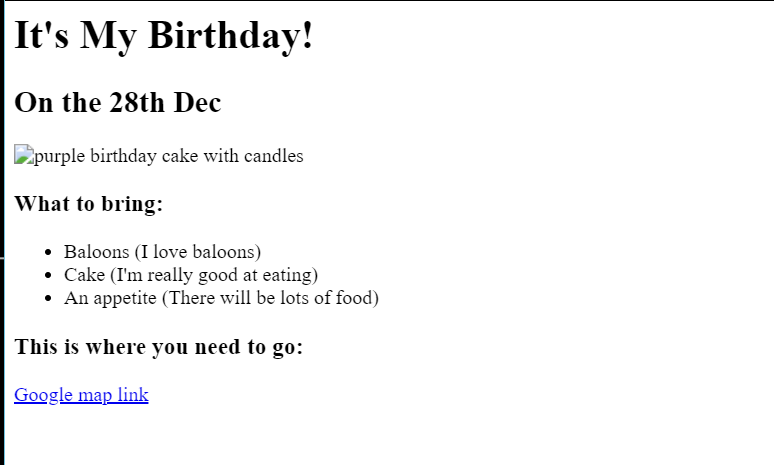 It's My Birthday!
On the 28th Dec
purple birthday cake with candles
What to bring:
Baloons (I love baloons)
Cake (I'm really good at eating)
An appetite (There will be lots of food)
This is where you need to go:
Google map link